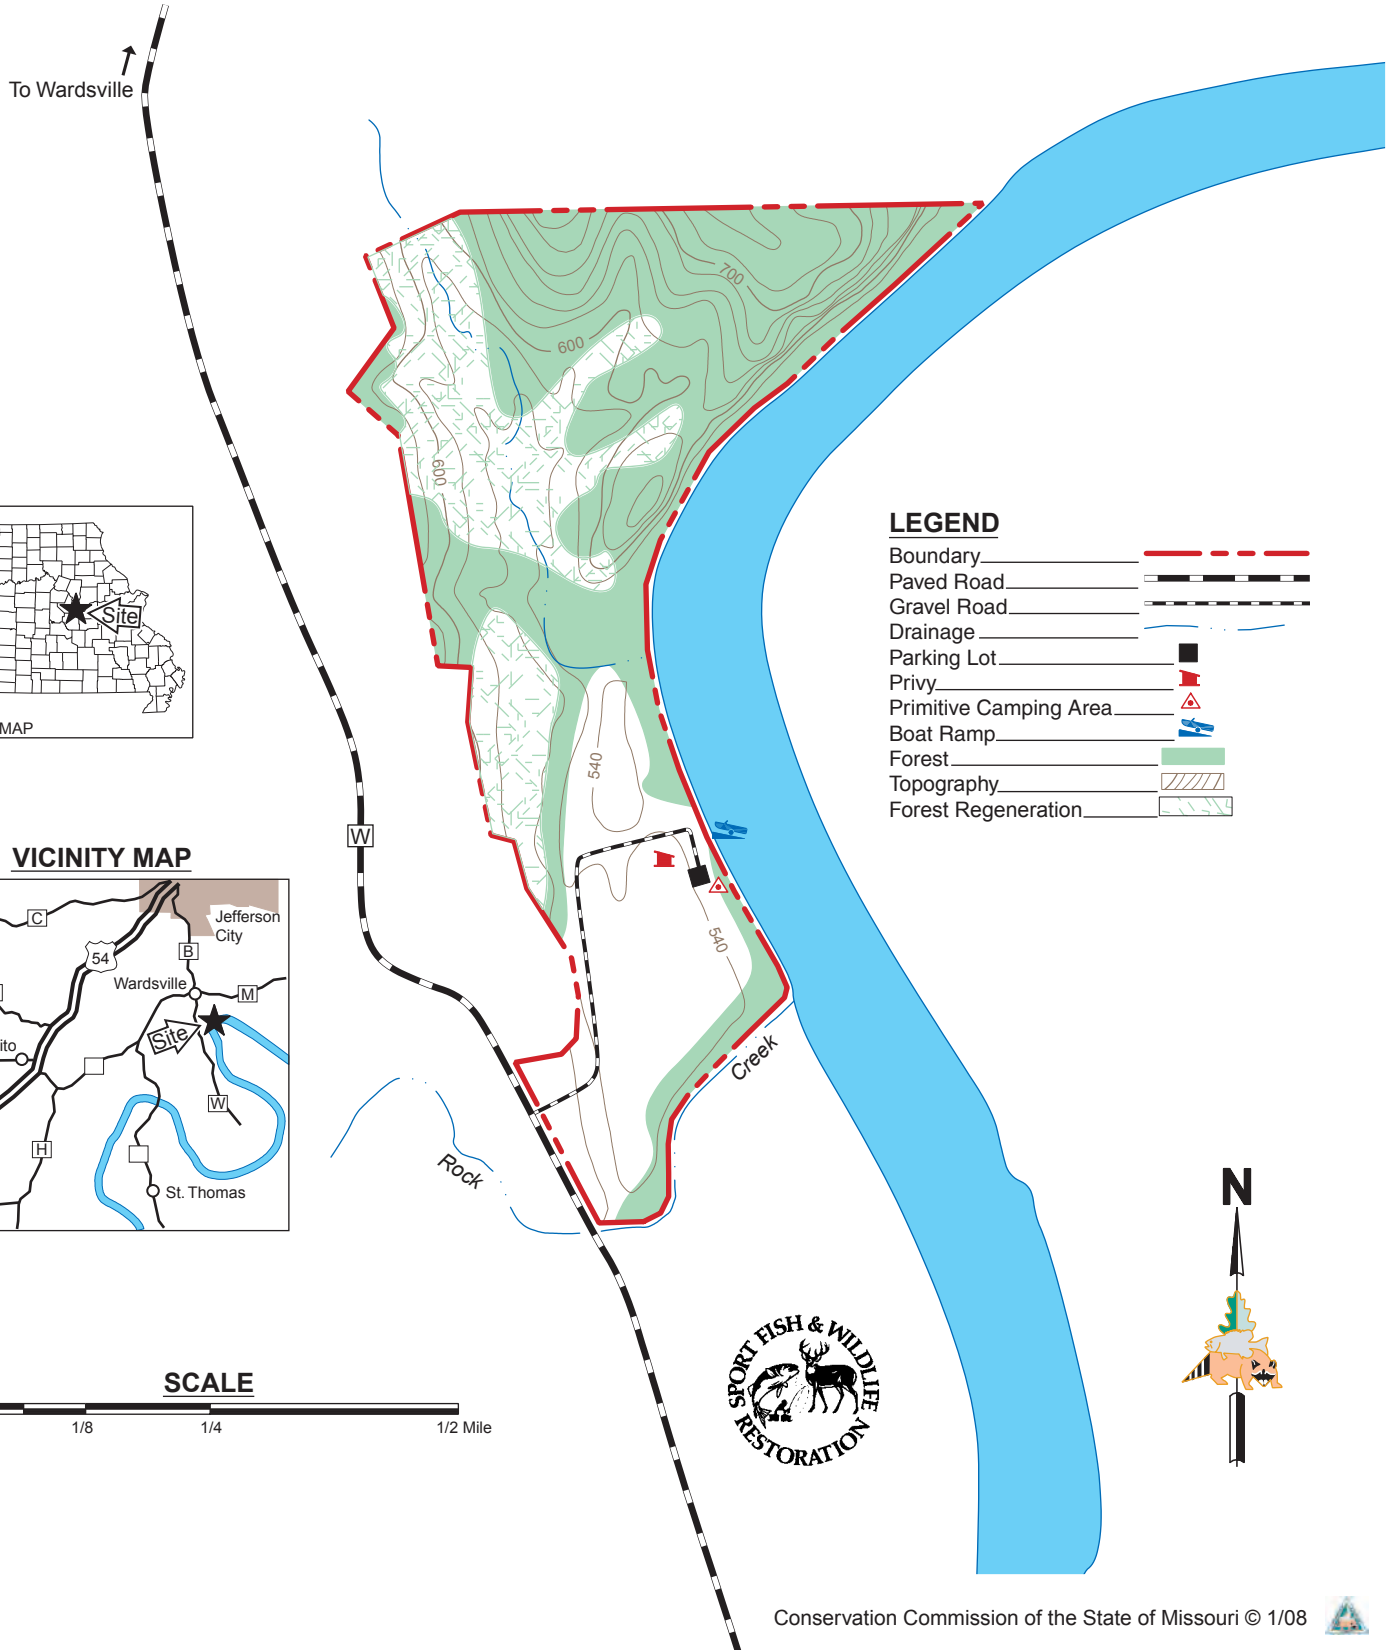 To Wardsville
700
600
600
540
540
W
Creek
Rock
LEGEND
Boundary
Paved Road
Gravel Road
Drainage
Parking Lot
Privy
Primitive Camping Area
Boat Ramp
Forest
Topography
Forest Regeneration
Site
MAP
VICINITY MAP
C
Jefferson
City
54
B
Wardsville
M
Site
ito
W
H
St. Thomas
N
SCALE
1/8
1/4
1/2 Mile
SPORT FISH & WILDLIFE
RESTORATION
Conservation Commission of the State of Missouri © 1/08